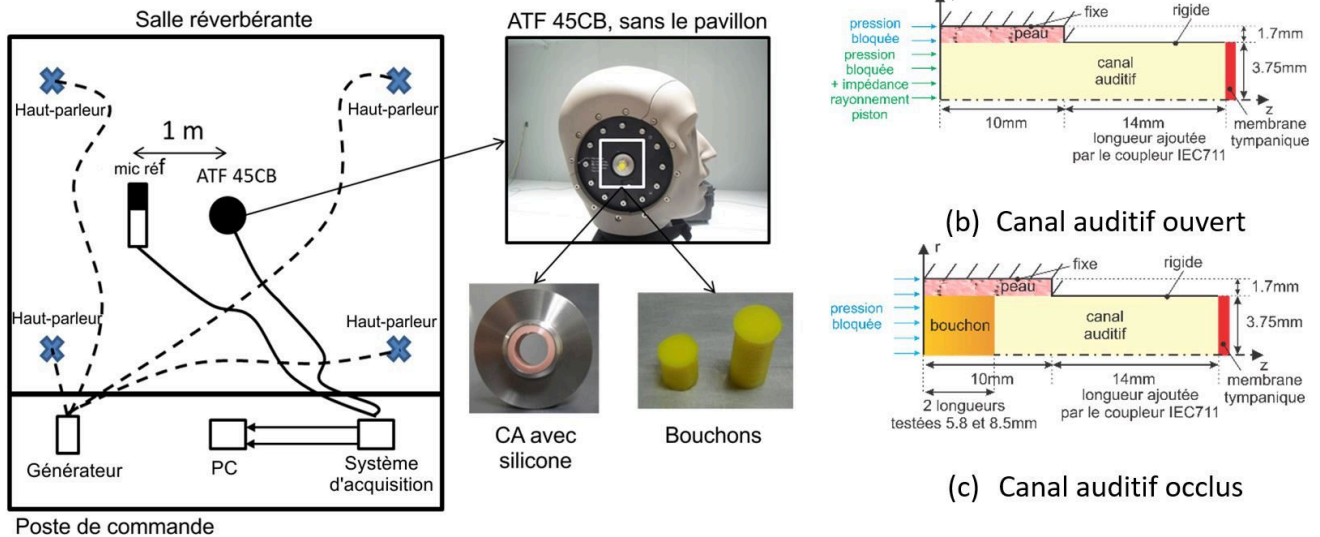 Salle réverbérante
Haut-parleur
Haut-parleur
1 m
mic réf
ATF 45CB
Haut-parleur
Haut-parleur
Générateur
PC
Système
d'acquisition
Poste de commande
ATF 45CB, sans le pavillon
CA avec
silicone
Bouchons
pression
bloquée
pression
bloquée
+ impédance
rayonnement
piston
fixe
rigide
peau
1.7mm
canal
auditif
3.75mm
z
10mm
14mm
longueur ajoutée
par le coupleur IEC711
membrane
tympanique
(b) Canal auditif ouvert
r
fixe
rigide
peau
1.7mm
pression
bloquée
bouchon
canal
auditif
3.75mm
z
10mm
14mm
longueur ajoutée
par le coupleur IEC711
membrane
tympanique
2 longueurs
testées 5.8 et 8.5mm
(c) Canal auditif occlus